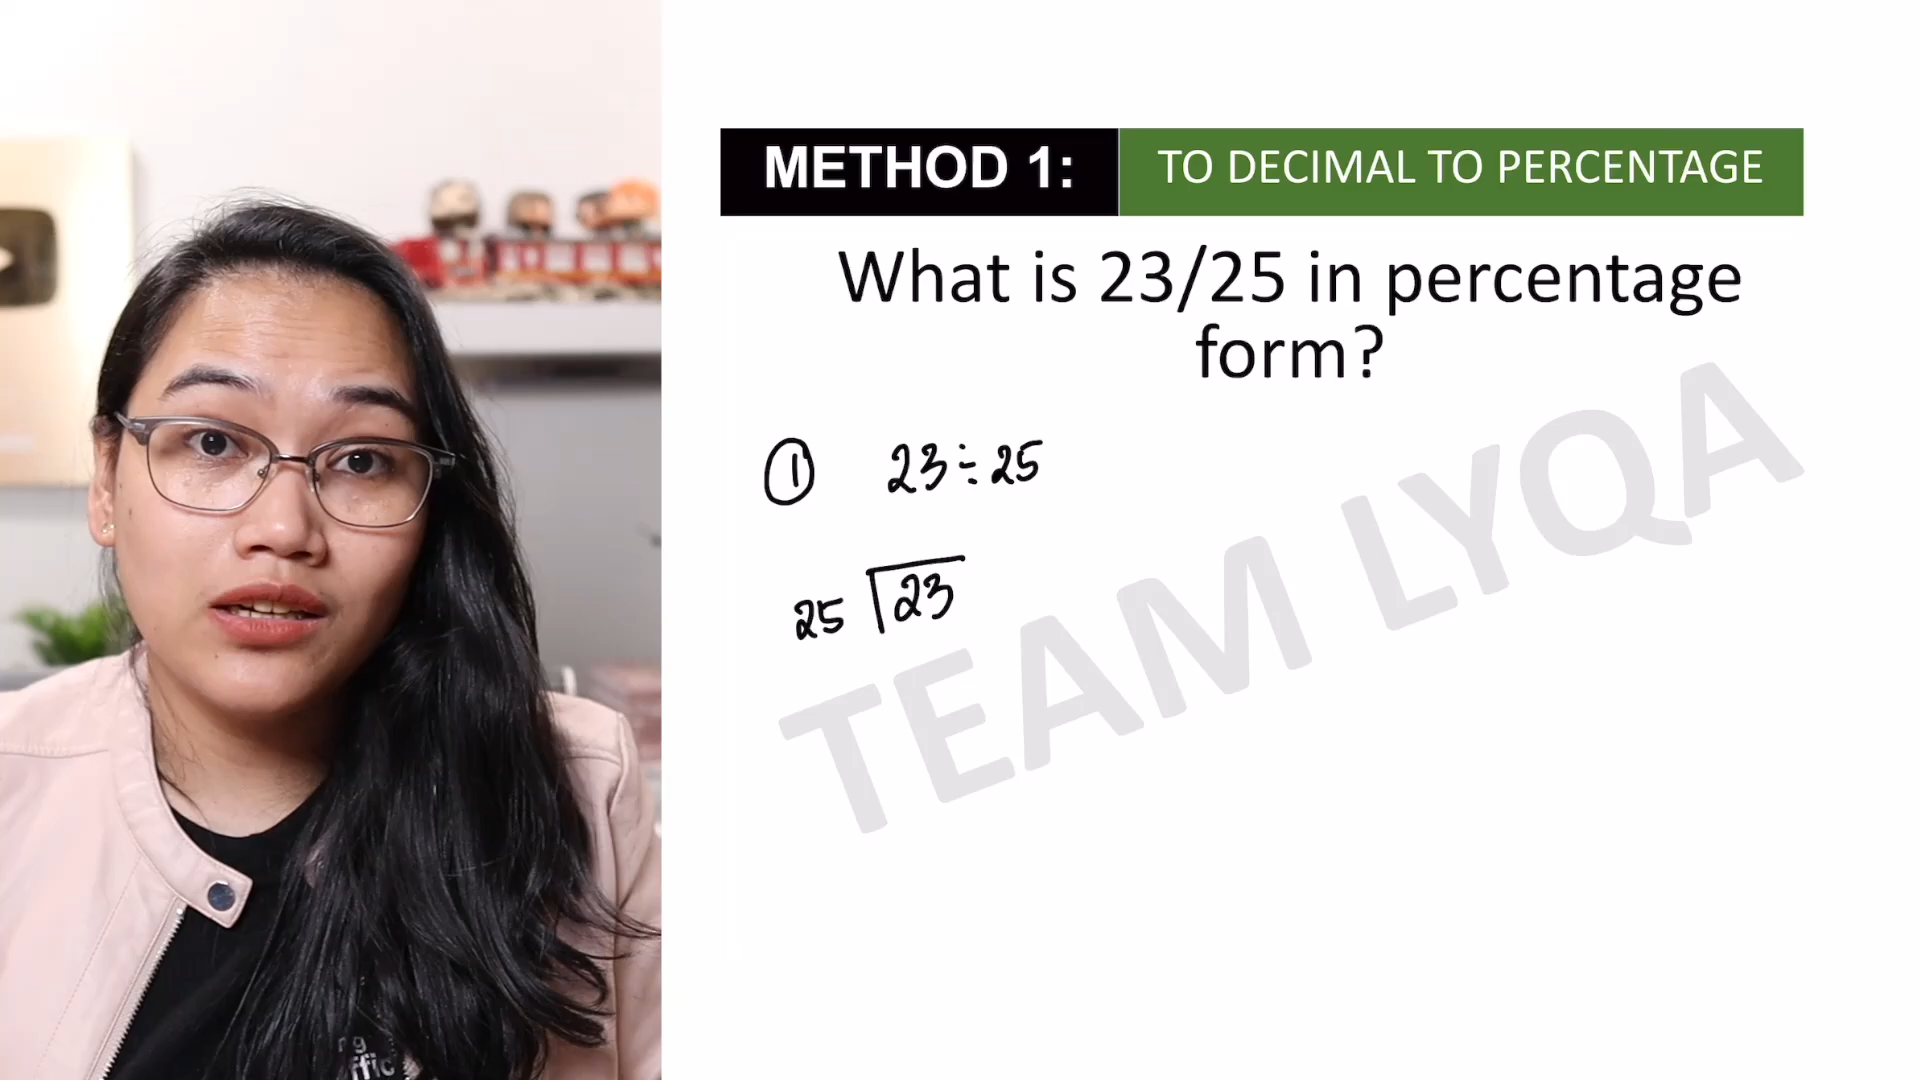 METHOD 1: TO DECIMAL TO PERCENTAGE
What is 23/25 in percentage
form?
① 23 ÷ 25
25 23
TEAM LYQA